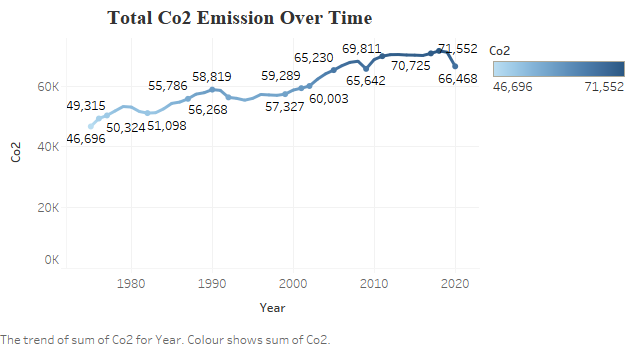 Total Co2 Emission Over Time
Co2
46,696 71,552
60K
40K
20K
0K
Co2
46,696
49,315
50,324
51,098
55,786
58,819
56,268
59,289
57,327
60,003
65,230
69,811
65,642
70,725
71,552
66,468
1980 1990 2000 2010 2020
Year
The trend of sum of Co2 for Year. Colour shows sum of Co2.